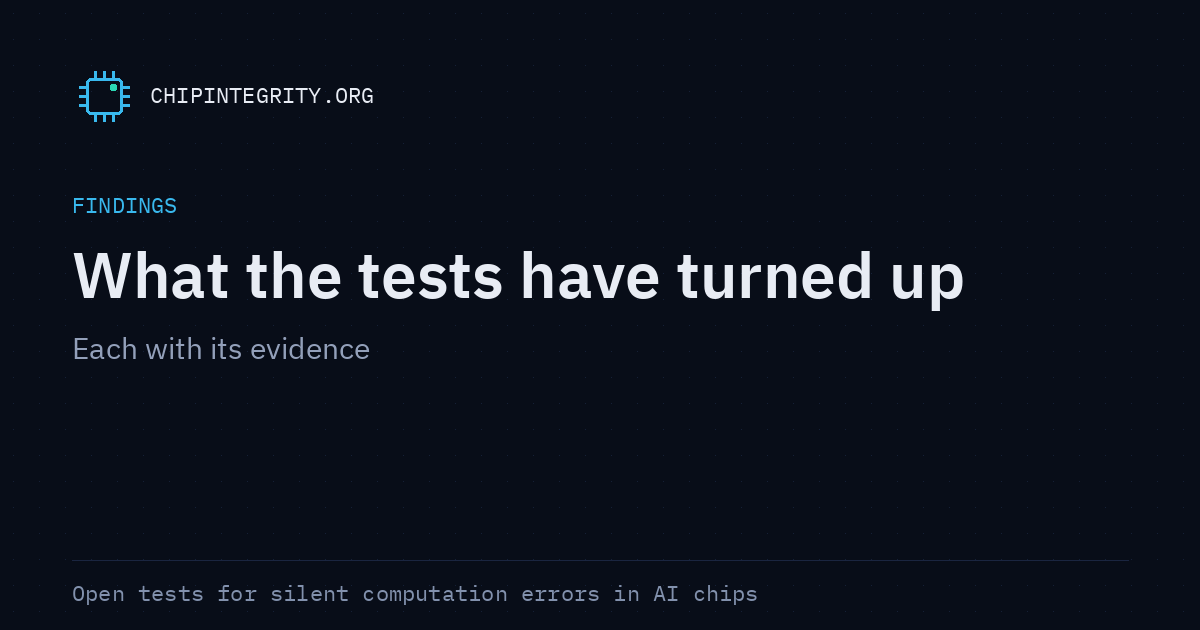 CHIPINTEGRITY.ORG
FINDINGS
What the tests have turned up
Each with its evidence
Open tests for silent computation errors in AI chips